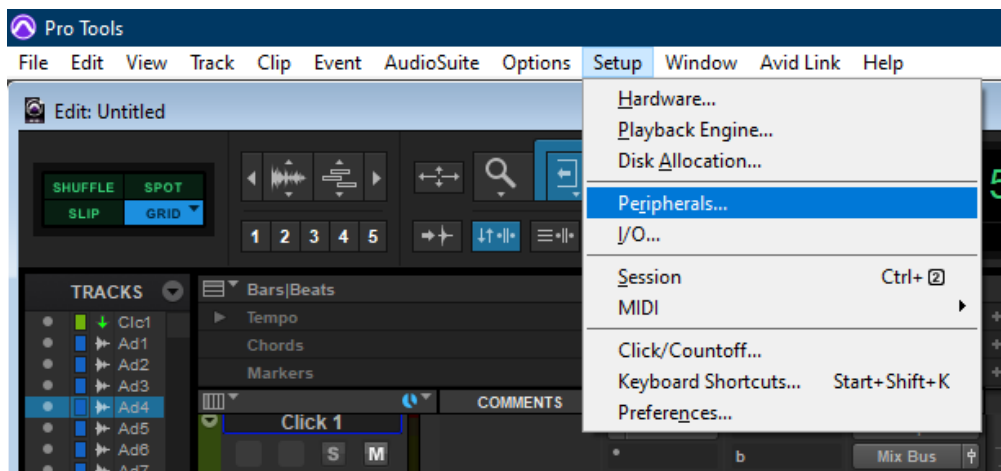 Pro Tools
File Edit View Track Clip Event AudioSuite Options Setup Window Avid Link Help
Edit: Untitled
Hardware...
Playback Engine...
Disk Allocation...
Peripherals...
I/O...
Session Ctrl+ 2
MIDI
Click/Countoff...
Keyboard Shortcuts... Start+Shift+K
Preferences...
SHUFFLE SPOT
SLIP GRID
1 2 3 4 5
5
TRACKS
Clc1
Ad1
Ad2
Ad3
Ad4
Ad5
Ad6
Ad7
Bars|Beats
Tempo
Chords
Markers
COMMENTS
Click 1
S M
b
Mix Bus